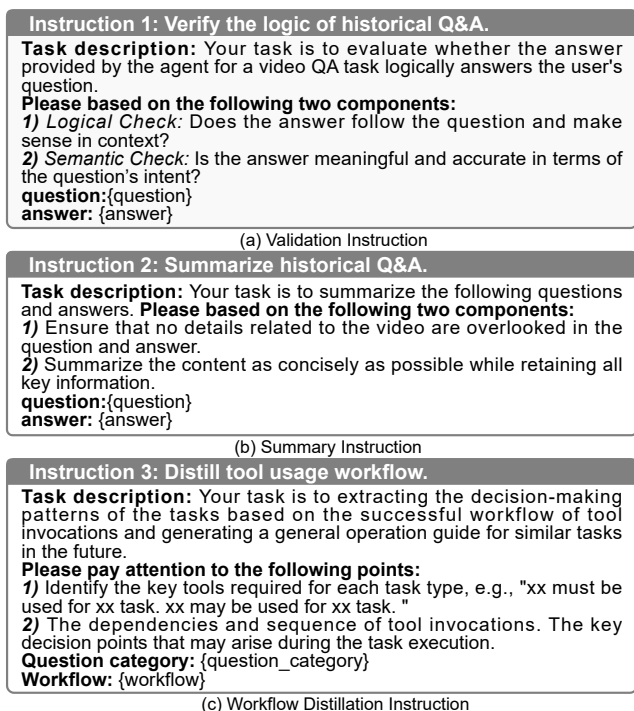 Instruction 1: Verify the logic of historical Q&A.
Task description: Your task is to evaluate whether the answer
provided by the agent for a video QA task logically answers the user's
question.
Please based on the following two components:
1) Logical Check: Does the answer follow the question and make
sense in context?
2) Semantic Check: Is the answer meaningful and accurate in terms of
the question's intent?
question:{question}
answer: {answer}
(a) Validation Instruction
Instruction 2: Summarize historical Q&A.
Task description: Your task is to summarize the following questions
and answers. Please based on the following two components:
1) Ensure that no details related to the video are overlooked in the
question and answer.
2) Summarize the content as concisely as possible while retaining all
key information.
question:{question}
answer: {answer}
(b) Summary Instruction
Instruction 3: Distill tool usage workflow.
Task description: Your task is to extracting the decision-making
patterns of the tasks based on the successful workflow of tool
invocations and generating a general operation guide for similar tasks
in the future.
Please pay attention to the following points:
1) Identify the key tools required for each task type, e.g., "xx must be
used for xx task. xx may be used for xx task. "
2) The dependencies and sequence of tool invocations. The key
decision points that may arise during the task execution.
Question category: {question_category}
Workflow: {workflow}
(c) Workflow Distillation Instruction